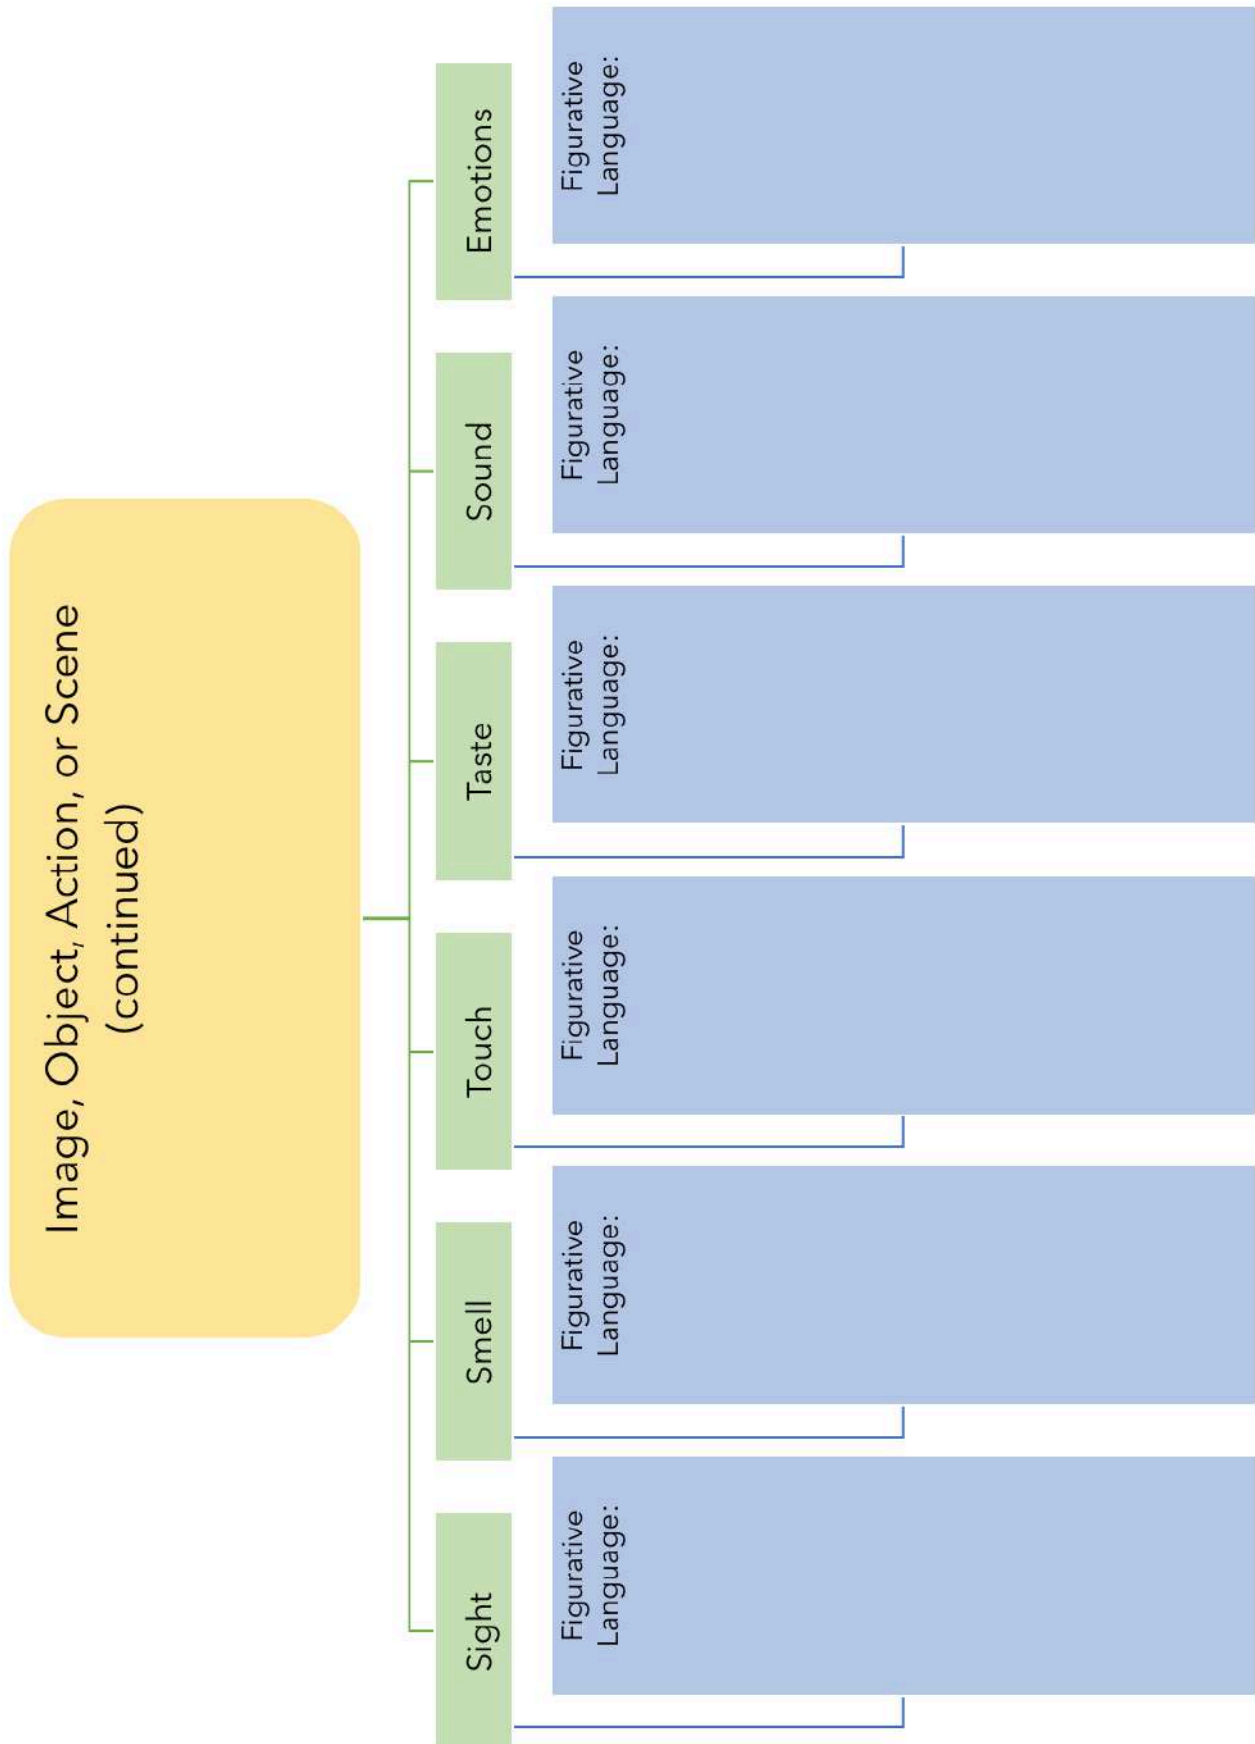 Image, Object, Action, or Scene
(continued)
Sight
Smell
Touch
Taste
Sound
Emotions
Figurative
Language:
Figurative
Language:
Figurative
Language:
Figurative
Language:
Figurative
Language:
Figurative
Language: